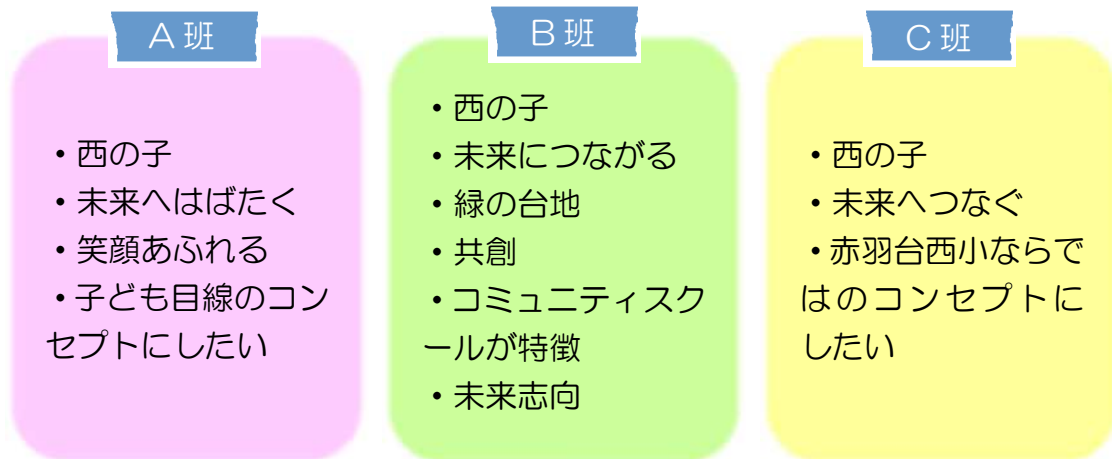 A班
・西の子
・未来へはばたく
・笑顔あふれる
・子ども目線のコン
セプトにしたい
B班
・西の子
・未来につながる
・緑の台地
・共創
・コミュニティスク
ールが特徴
・未来志向
C班
・西の子
・未来へつなぐ
・赤羽台西小ならで
はのコンセプトに
したい